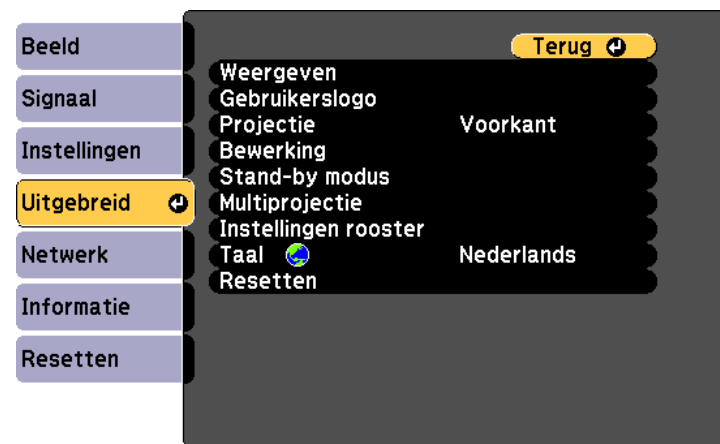 Beeld
Signaal
Instellingen
Uitgebreid
Netwerk
Informatie
Resetten
Terug
Weergeven
Gebruikerslogo
Projectie Voorkant
Bewerking
Stand-by modus
Multiprojectie
Instellingen rooster
Taal Nederlands
Resetten